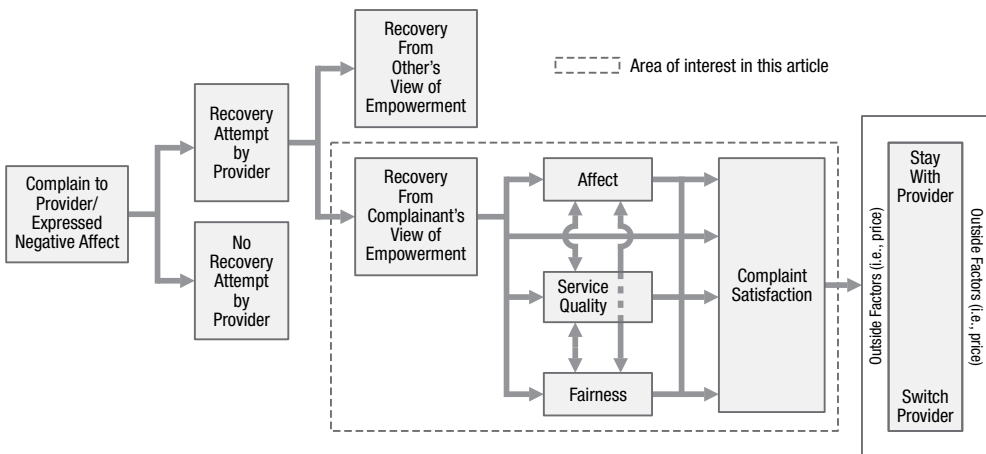 Complain to
Provider/
Expressed
Negative Affect
Recovery
Attempt
by
Provider
No
Recovery
Attempt
by
Provider
Recovery
From
Other's
View of
Empowerment
Area of interest in this article
Recovery
From
Complainant's
View of
Empowerment
Affect
Service
Quality
Fairness
Complaint
Satisfaction
Outside Factors (i.e., price)
Stay
With
Provider
Switch
Provider
Outside Factors (i.e., price)